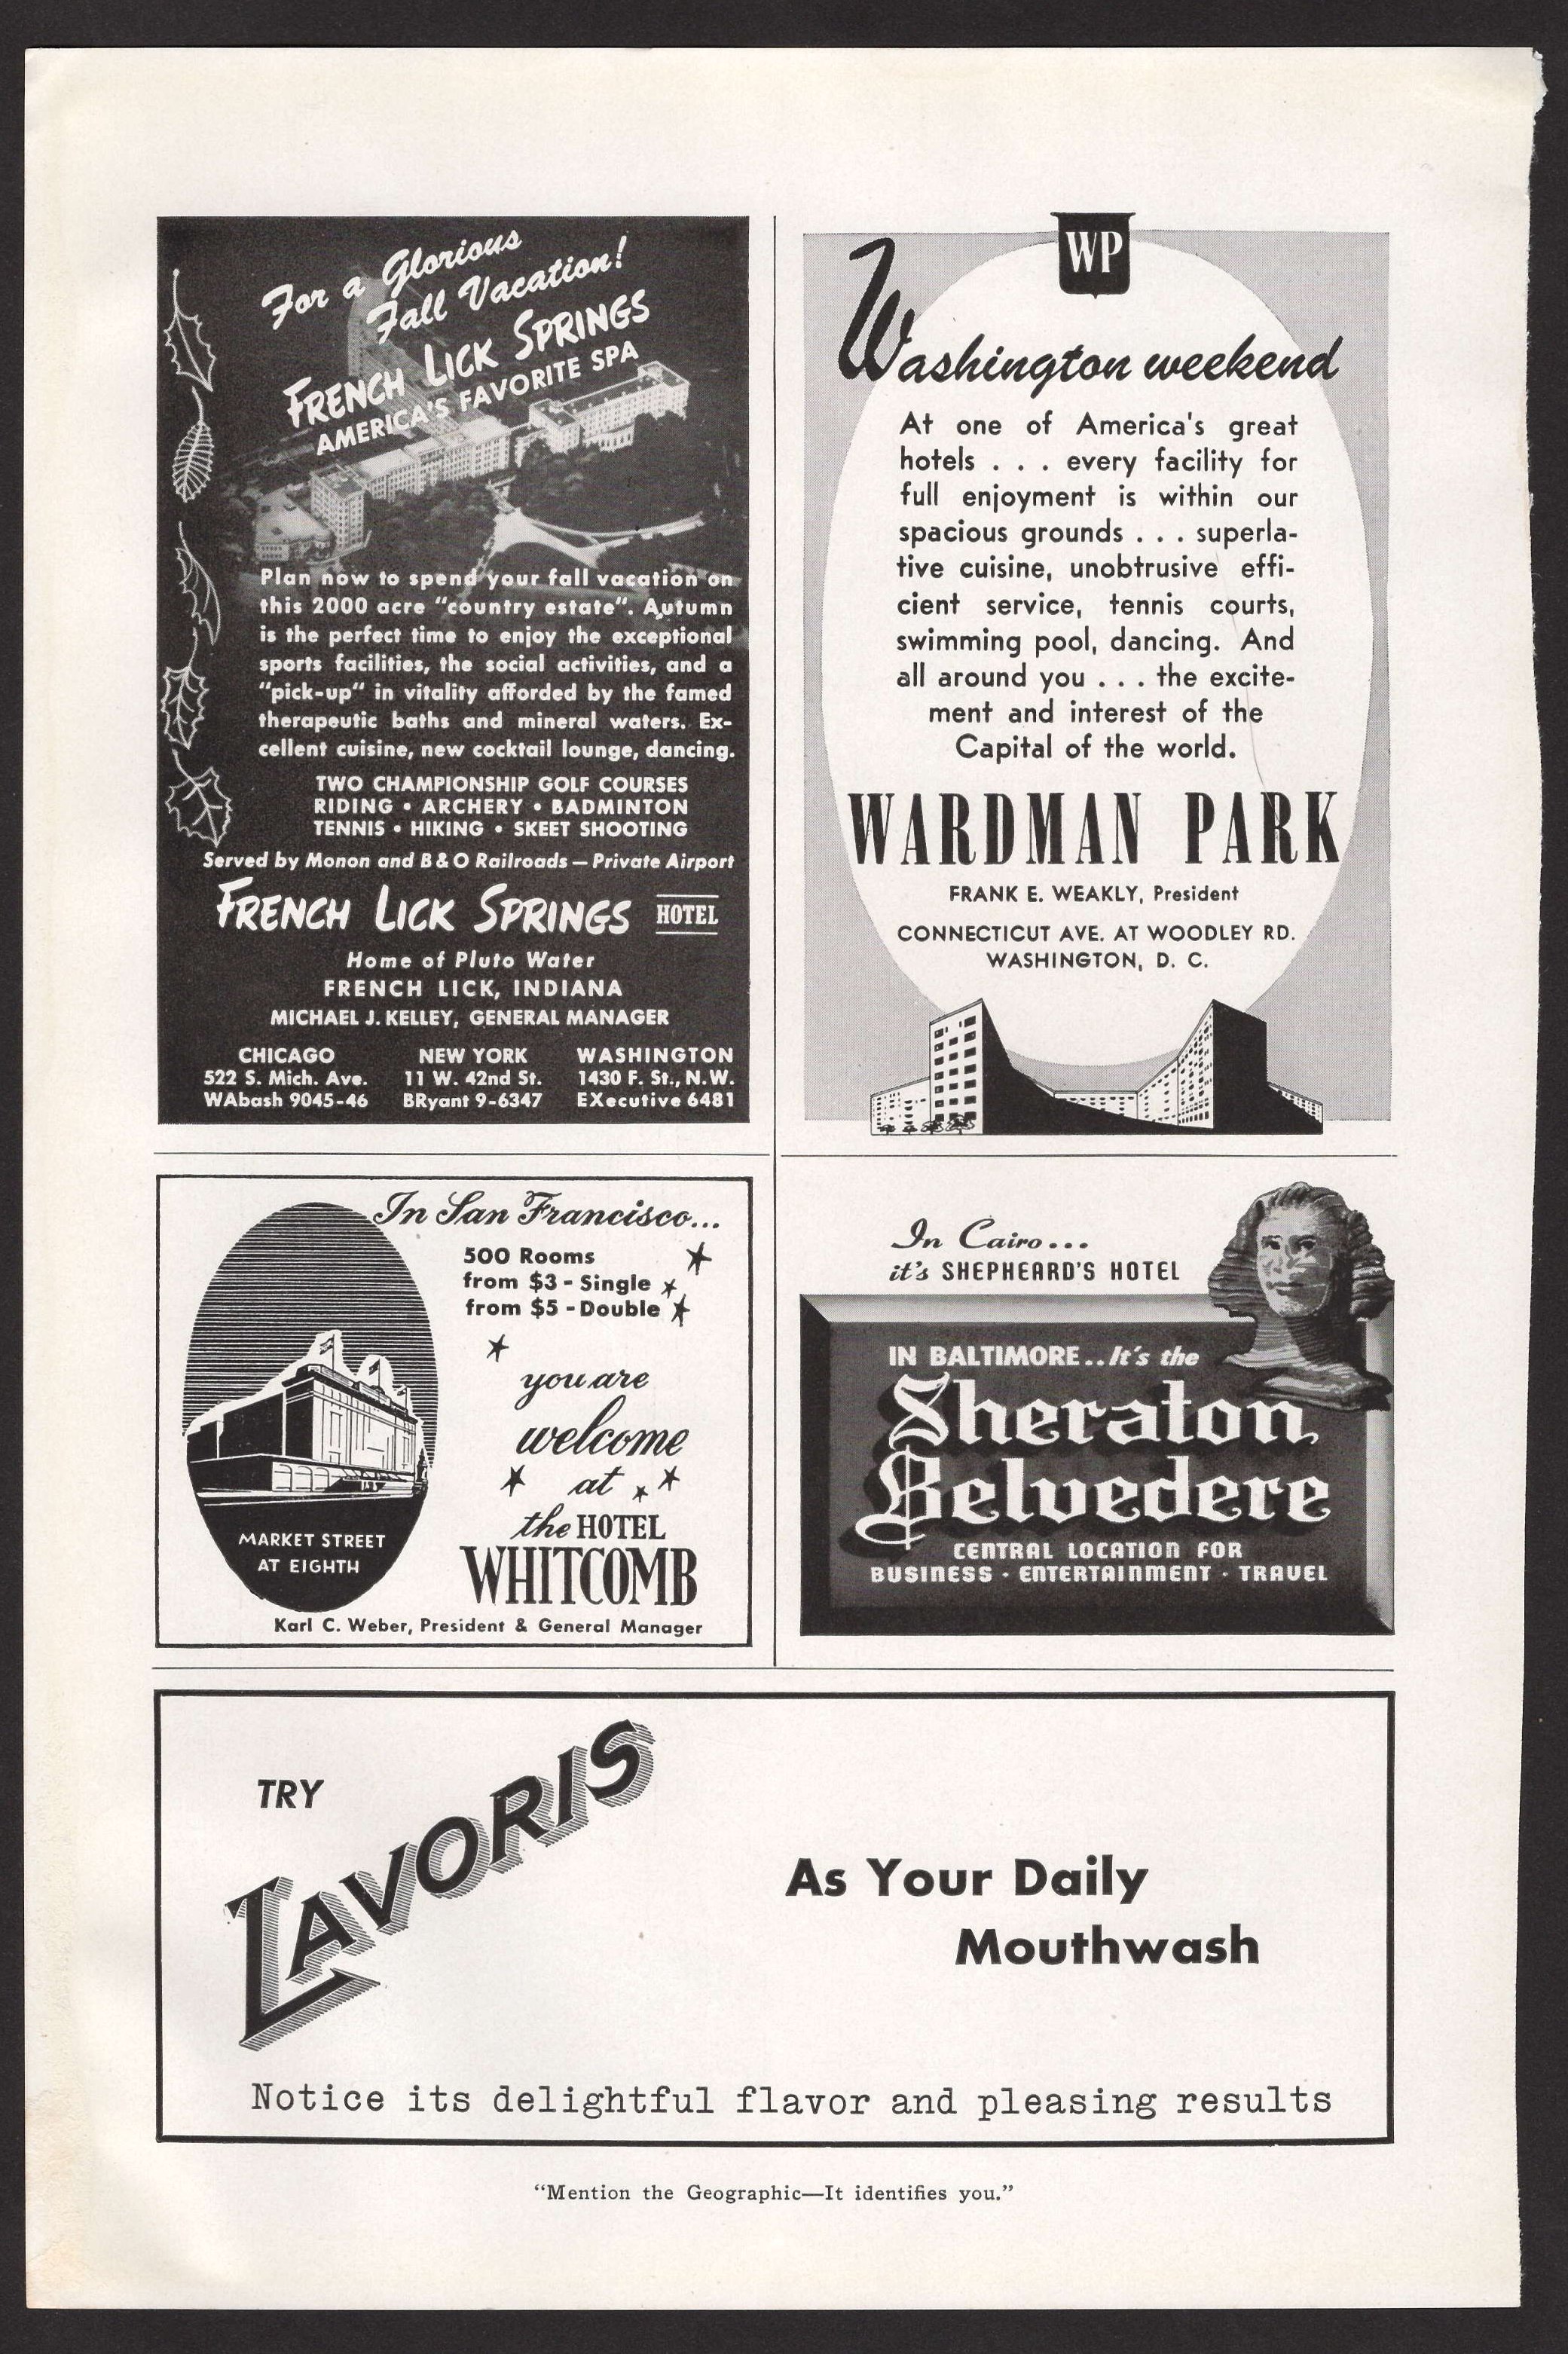 For a Glorious
Fall Vacation!
FRENCH LICK SPRINGS
AMERICA'S FAVORITE SPA
Plan now to spend your fall vacation on
this 2000 acre "country estate". Autumn
is the perfect time to enjoy the exceptional
sports facilities, the social activities, and a
"pick-up" in vitality afforded by the famed
therapeutic baths and mineral waters. Ex-
cellent cuisine, new cocktail lounge, dancing.
TWO CHAMPIONSHIP GOLF COURSES
RIDING • ARCHERY • BADMINTON
TENNIS • HIKING • SKEET SHOOTING
Served by Monon and B & O Railroads — Private Airport
FRENCH LICK SPRINGS HOTEL
Home of Pluto Water
FRENCH LICK, INDIANA
MICHAEL J. KELLEY, GENERAL MANAGER
CHICAGO NEW YORK WASHINGTON
522 S. Mich. Ave. 11 W. 42nd St. 1430 F. St., N.W.
WAbash 9045-46 BRyant 9-6347 EXecutive 6481
WP
Washington weekend
At one of America's great
hotels . . . every facility for
full enjoyment is within our
spacious grounds . . . superla-
tive cuisine, unobtrusive effi-
cient service, tennis courts,
swimming pool, dancing. And
all around you . . . the excite-
ment and interest of the
Capital of the world.
WARDMAN PARK
FRANK E. WEAKLY, President
CONNECTICUT AVE. AT WOODLEY RD.
WASHINGTON, D. C.
In San Francisco...
500 Rooms
from $3 - Single
from $5 - Double
you are
welcome
at
the HOTEL
WHITCOMB
MARKET STREET
AT EIGHTH
Karl C. Weber, President & General Manager
In Cairo...
it's SHEPHEARD'S HOTEL
IN BALTIMORE..It's the
Sheraton
Belvedere
CENTRAL LOCATION FOR
BUSINESS · ENTERTAINMENT · TRAVEL
TRY
LAVORIS
As Your Daily
Mouthwash
Notice its delightful flavor and pleasing results
"Mention the Geographic—It identifies you."